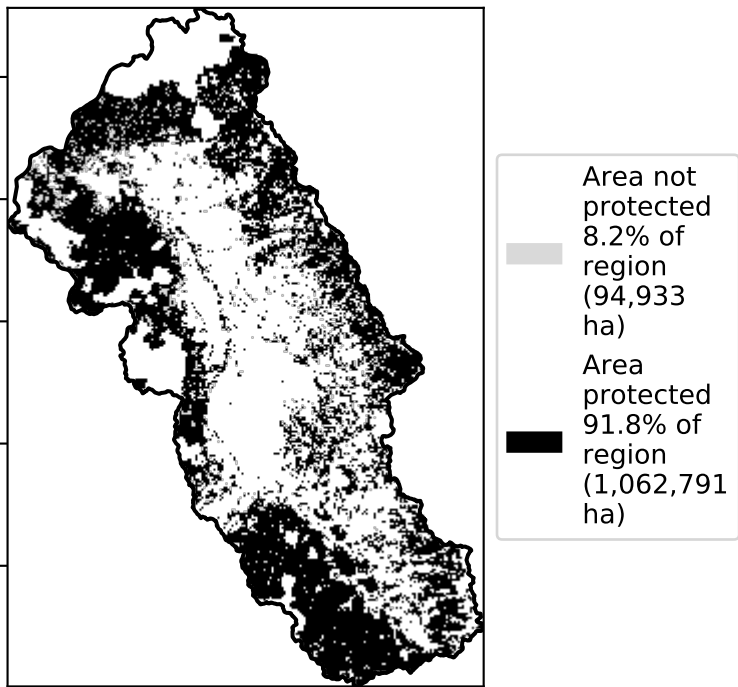 Area not
protected
8.2% of
region
(94,933
ha)
Area
protected
91.8% of
region
(1,062,791
ha)